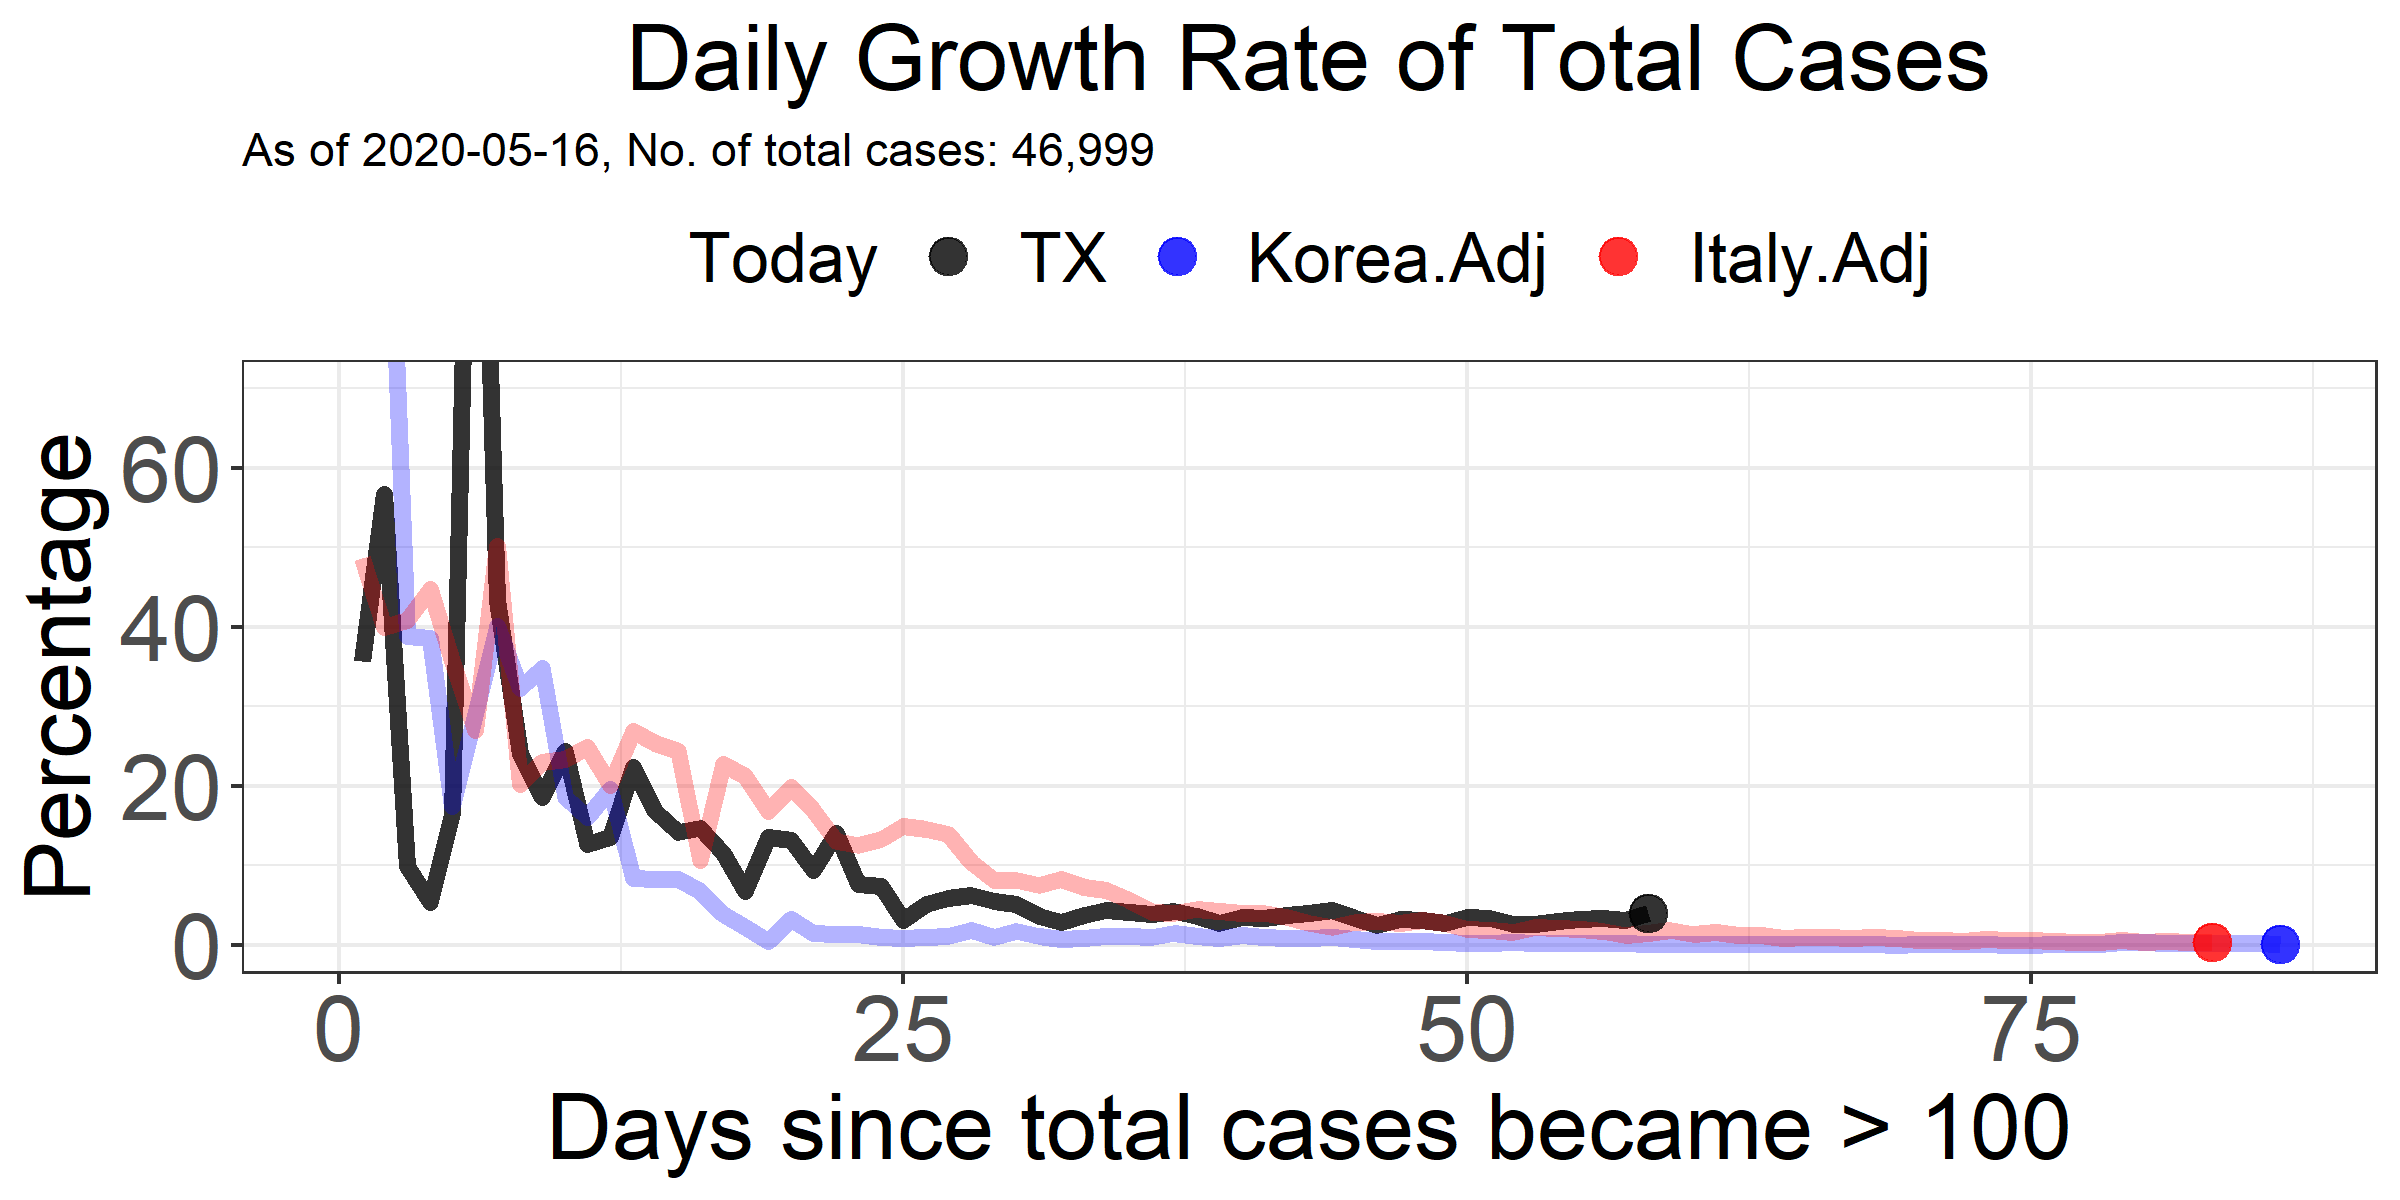 Daily Growth Rate of Total Cases
As of 2020-05-16, No. of total cases: 46,999
Today TX Korea.Adj Italy.Adj
Percentage
60
40
20
0
0 25 50 75
Days since total cases became > 100